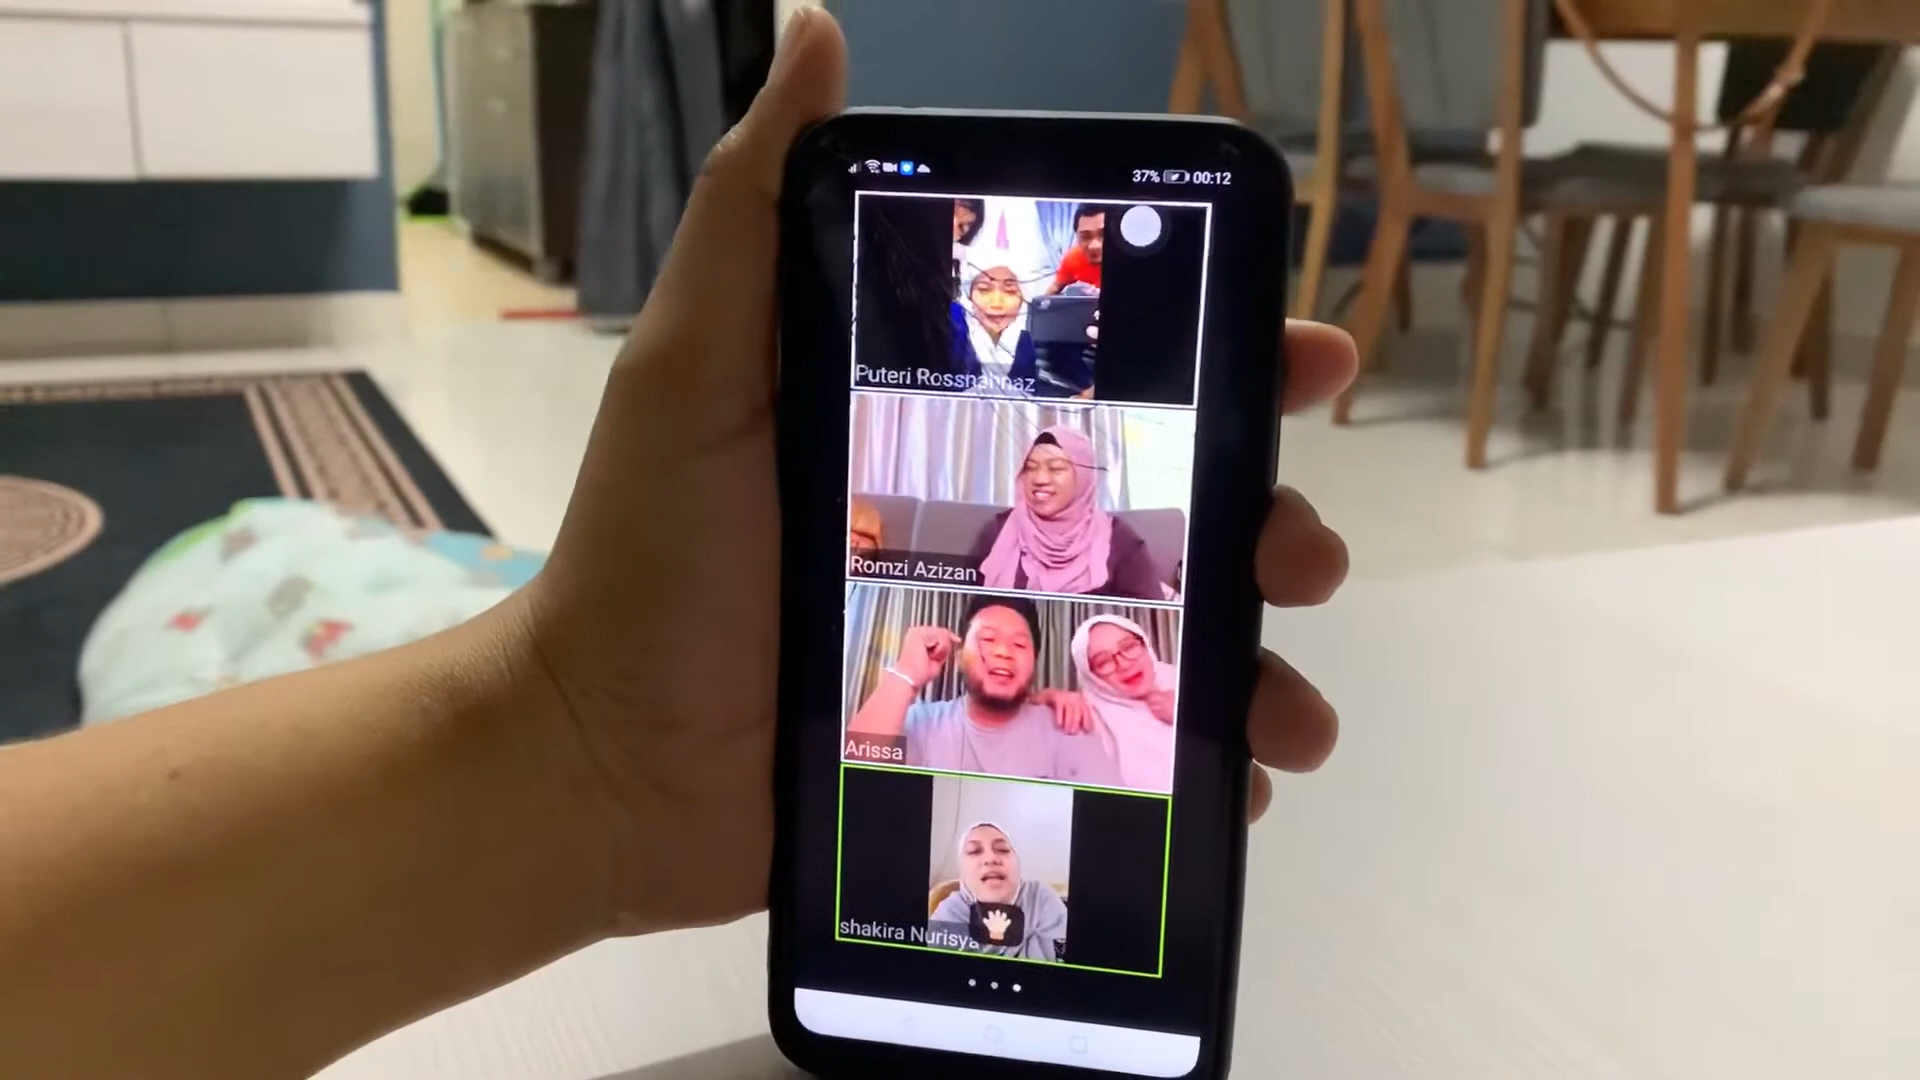 37% 00:12
Puteri Rossnahnaz
Romzi Azizan
Arissa
shakira Nurisya